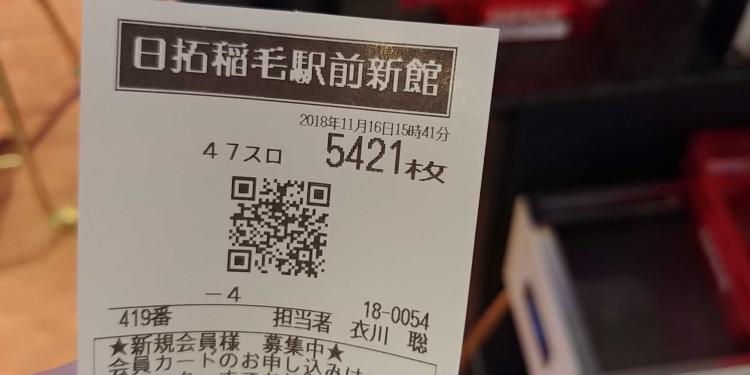 日拓稲毛駅前新館
2018年11月16日15時41分
47スロ 5421枚
－4
18-0054
419番 担当者 衣川 聡
★新規会員様 募集中★
会員カードのお申し込みは